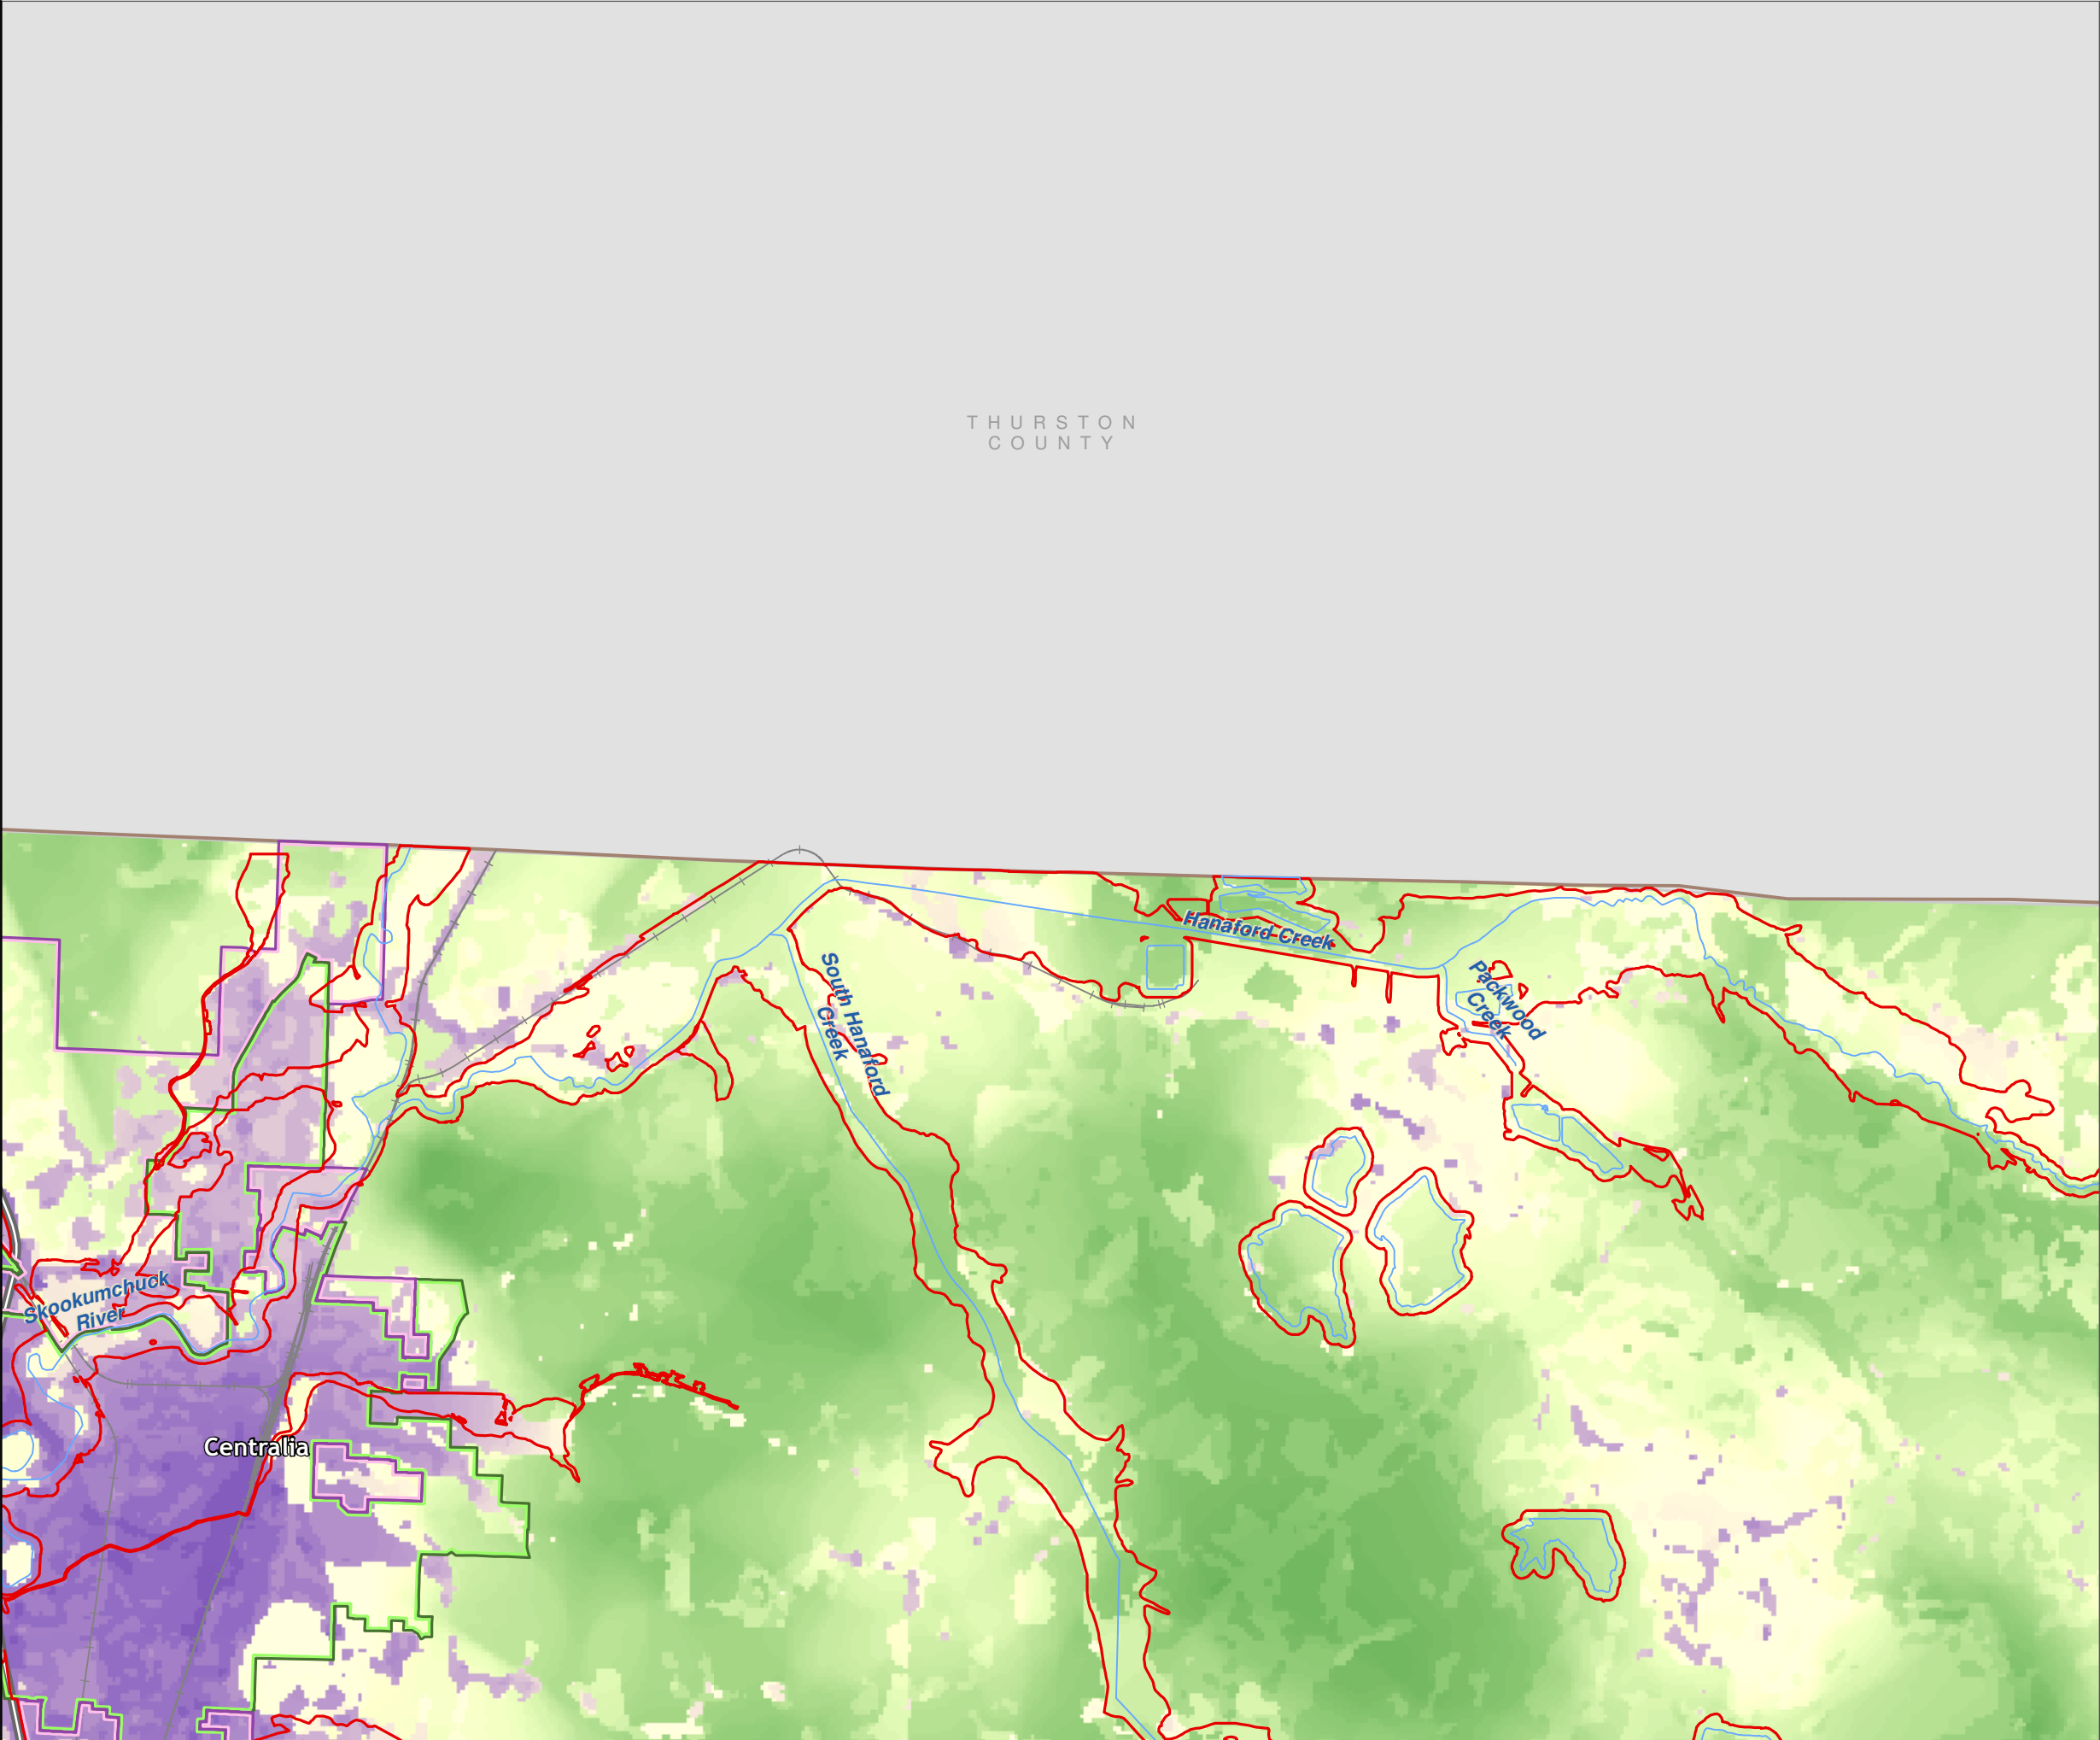 THURSTON
COUNTY
Hanaford Creek
South Hanaford
Creek
Packwood
Creek
Skookumchuck
River
Centralia